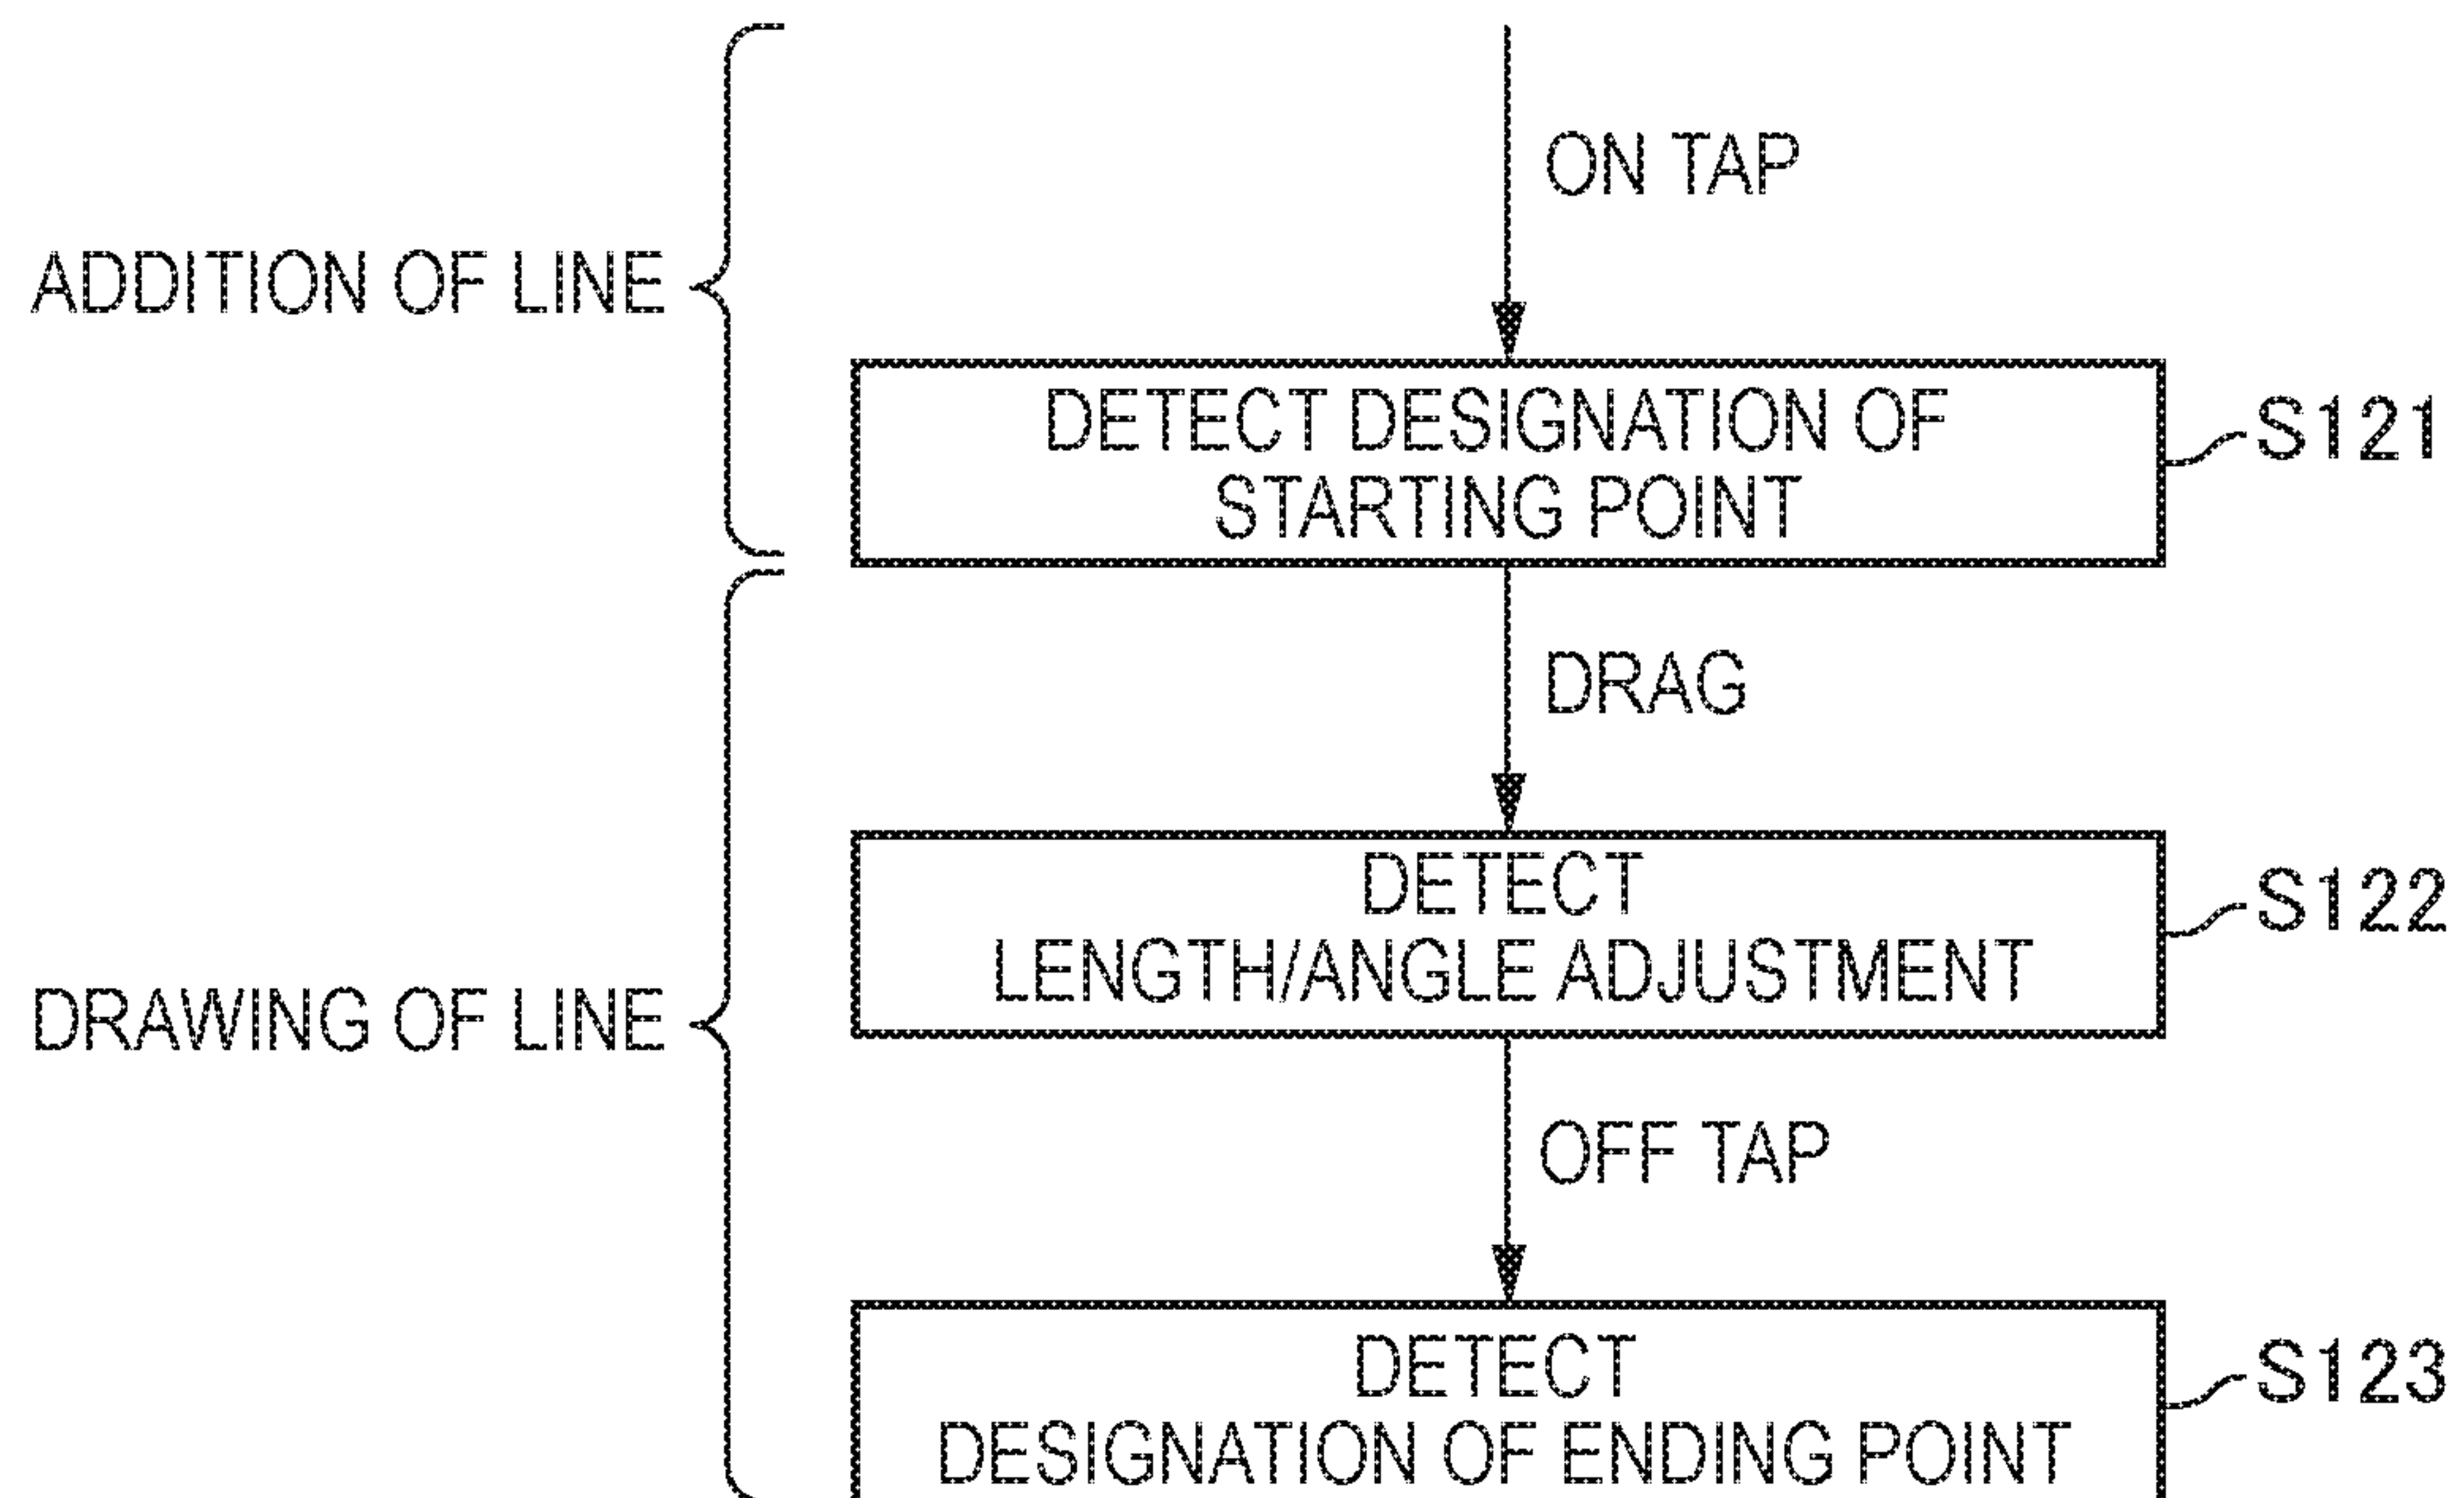 ON TAP
ADDITION OF LINE
DETECT DESIGNATION OF
STARTING POINT
S121
DRAG
DETECT
LENGTH/ANGLE ADJUSTMENT
S122
DRAWING OF LINE
OFF TAP
DETECT
DESIGNATION OF ENDING POINT
S123